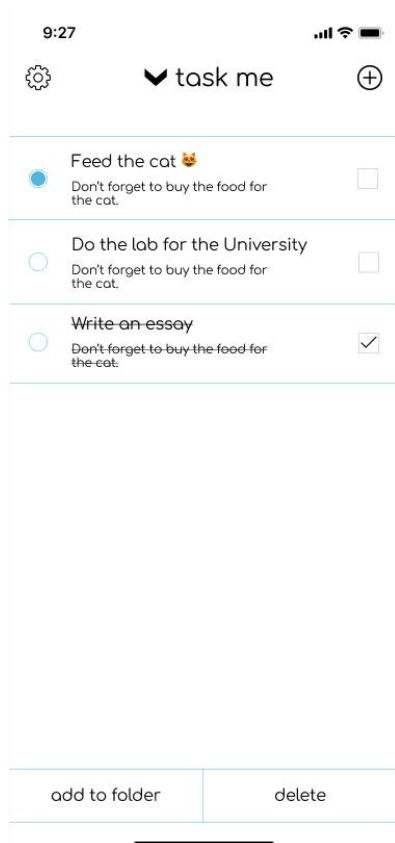 9:27
task me
Feed the cat 😻
Don't forget to buy the food for
the cat.
Do the lab for the University
Don't forget to buy the food for
the cat.
Write an essay
Don't forget to buy the food for
the cat.
add to folder
delete